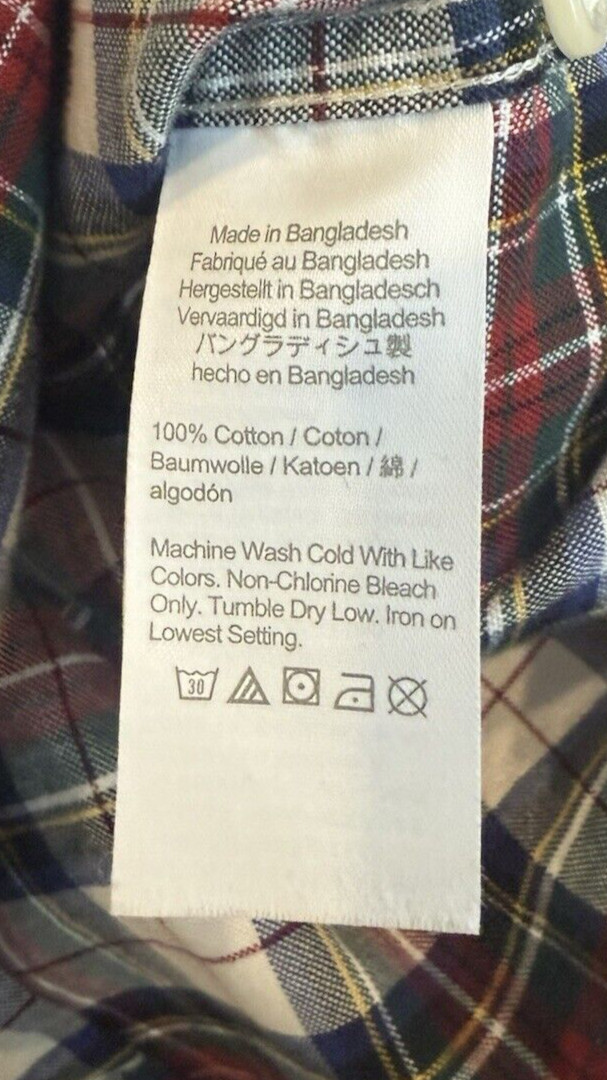 Made in Bangladesh
Fabriqué au Bangladesh
Hergestellt in Bangladesch
Vervaardigd in Bangladesh
バングラディシュ製
hecho en Bangladesh
100% Cotton / Coton /
Baumwolle / Katoen / 綿 /
algodón
Machine Wash Cold With Like
Colors. Non-Chlorine Bleach
Only. Tumble Dry Low. Iron on
Lowest Setting.
30